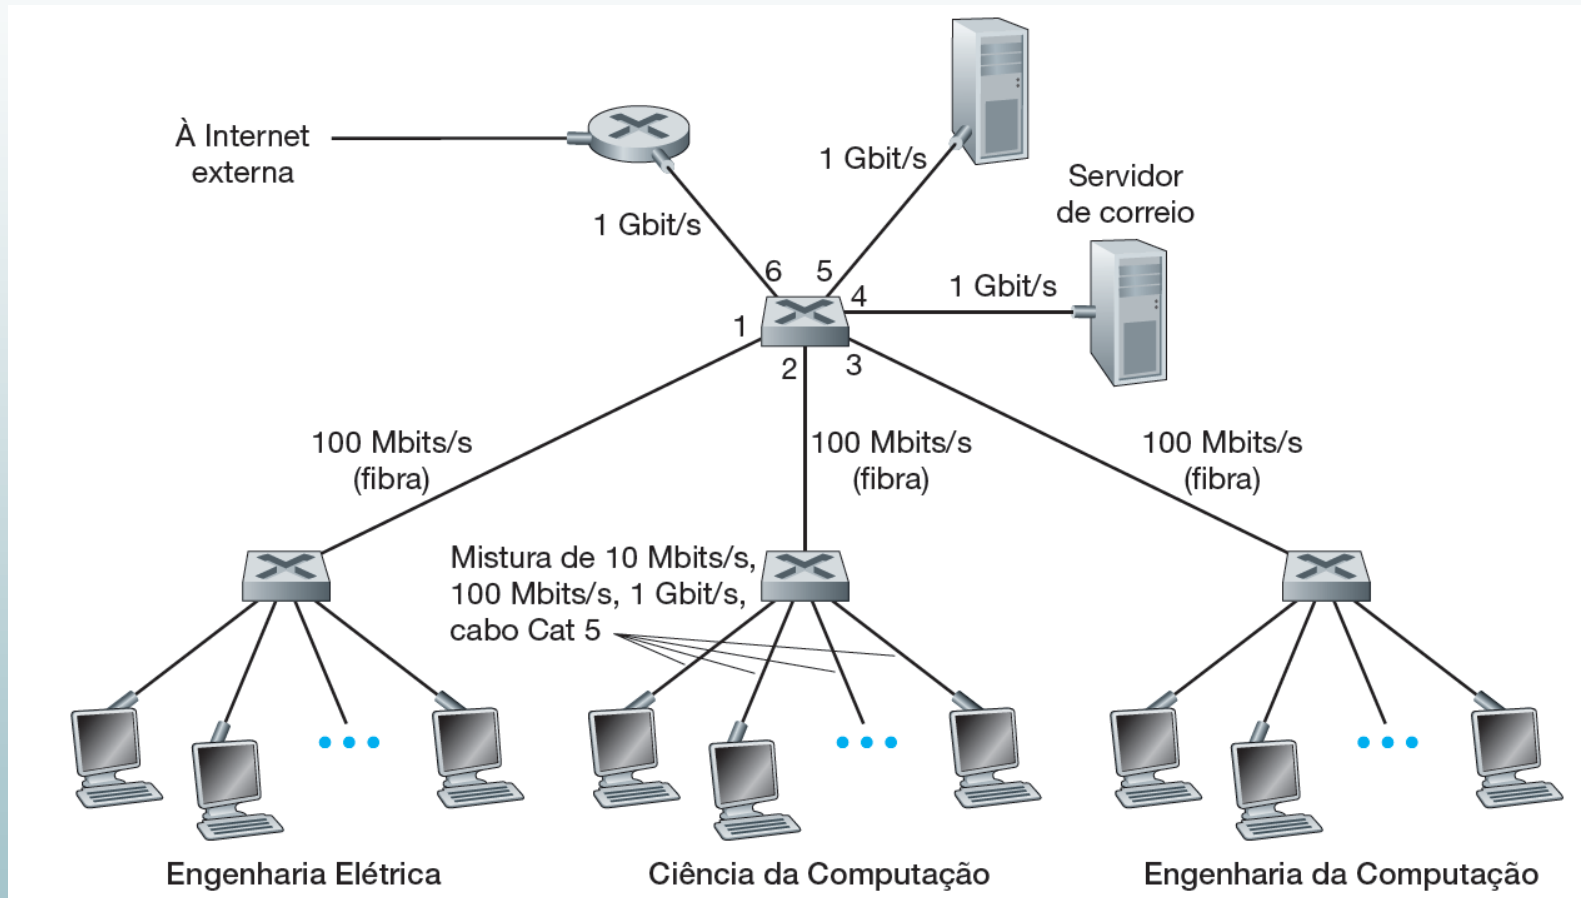 À Internet
externa
1 Gbit/s
1 Gbit/s
Servidor
de correio
1 Gbit/s
6
5
4
1
2
3
100 Mbits/s
(fibra)
100 Mbits/s
(fibra)
100 Mbits/s
(fibra)
Mistura de 10 Mbits/s,
100 Mbits/s, 1 Gbit/s,
cabo Cat 5
Engenharia Elétrica
Ciência da Computação
Engenharia da Computação